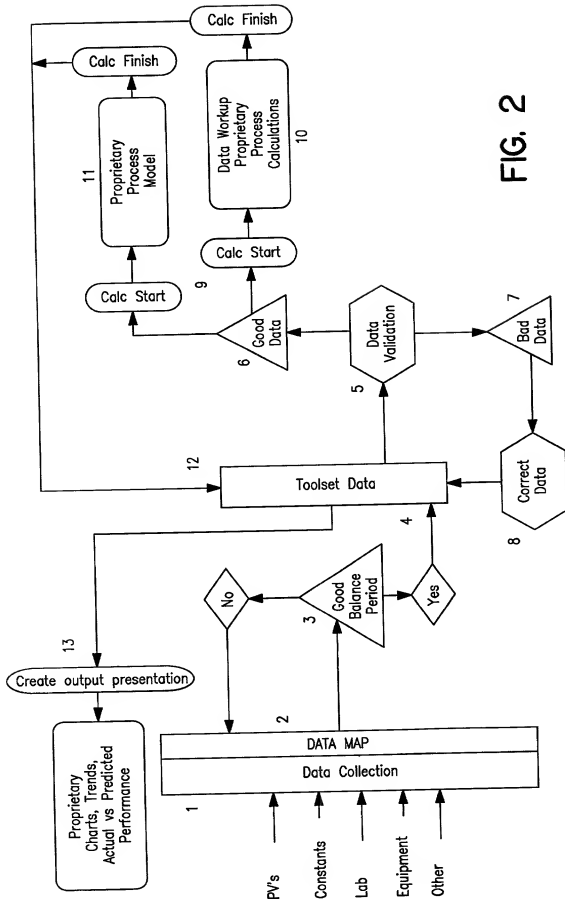 PV's
Constants
Lab
Equipment
Other
1
Data Collection
DATA MAP
2
3
Good
Balance
Period
No
Yes
4
Toolset Data
12
5
Data
Validation
6
Good
Data
7
Bad
Data
8
Correct
Data
9
Calc Start
Calc Start
10
Data Workup
Proprietary
Process
Calculations
11
Proprietary
Process
Model
Calc Finish
Calc Finish
13
Create output presentation
Proprietary
Charts, Trends,
Actual vs Predicted
Performance
FIG. 2